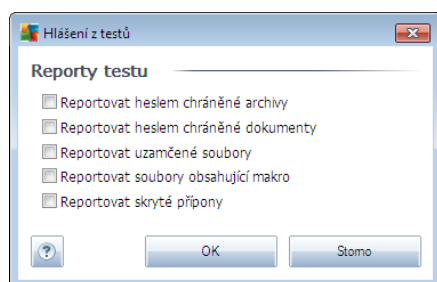 Hlášení z testů
Reporty testu
Reportovat heslem chráněné archivy
Reportovat heslem chráněné dokumenty
Reportovat uzamčené soubory
Reportovat soubory obsahující makro
Reportovat skryté přípony
?
OK
Stomo